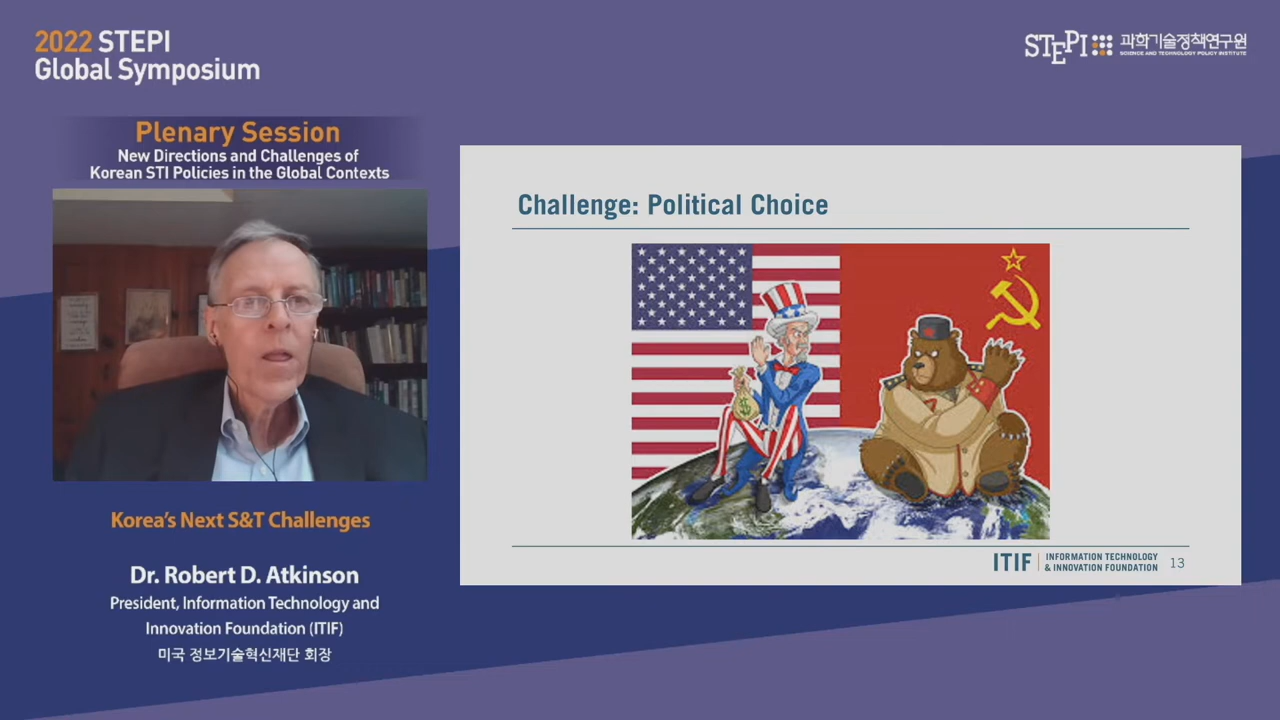 2022 STEPI
Global Symposium
STEPI 과학기술정책연구원
SCIENCE AND TECHNOLOGY POLICY INSTITUTE
Plenary Session
New Directions and Challenges of
Korean STI Policies in the Global Contexts
Challenge: Political Choice
$
ITIF | INFORMATION TECHNOLOGY
& INNOVATION FOUNDATION 13
Korea's Next S&T Challenges
Dr. Robert D. Atkinson
President, Information Technology and
Innovation Foundation (ITIF)
미국 정보기술혁신재단 회장